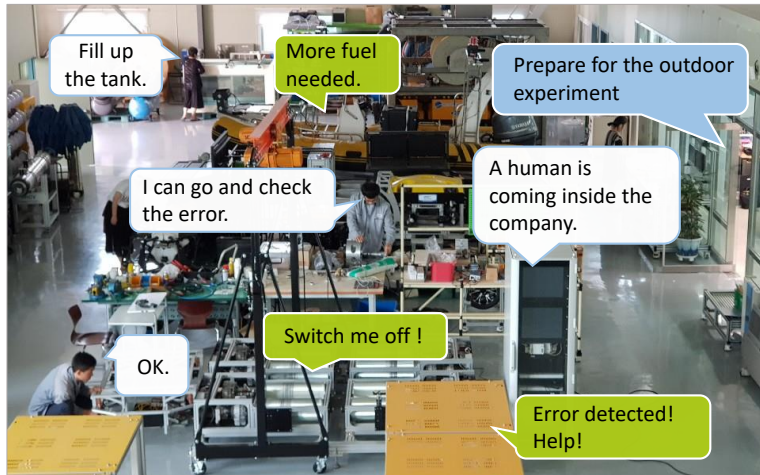 Fill up
the tank.
More fuel
needed.
Prepare for the outdoor
experiment
I can go and check
the error.
A human is
coming inside the
company.
Switch me off !
OK.
Error detected!
Help!